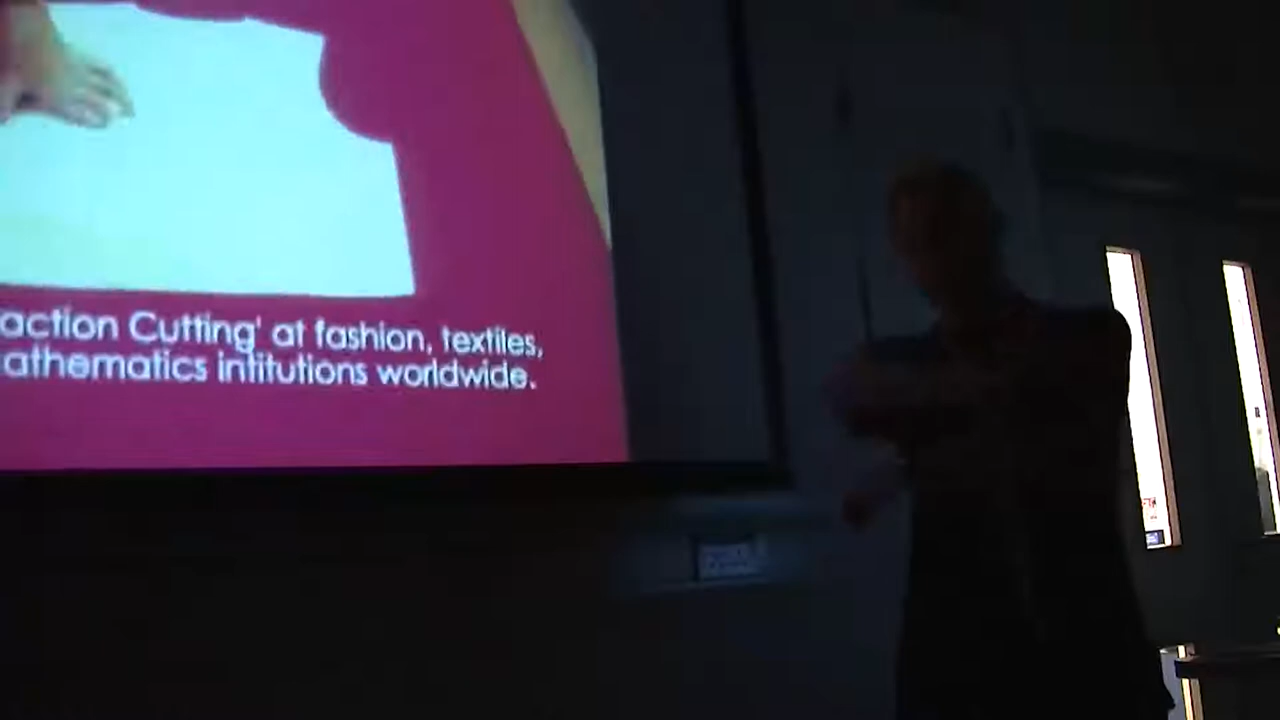 action Cutting' at fashion, textiles,
athematics intitutions worldwide.